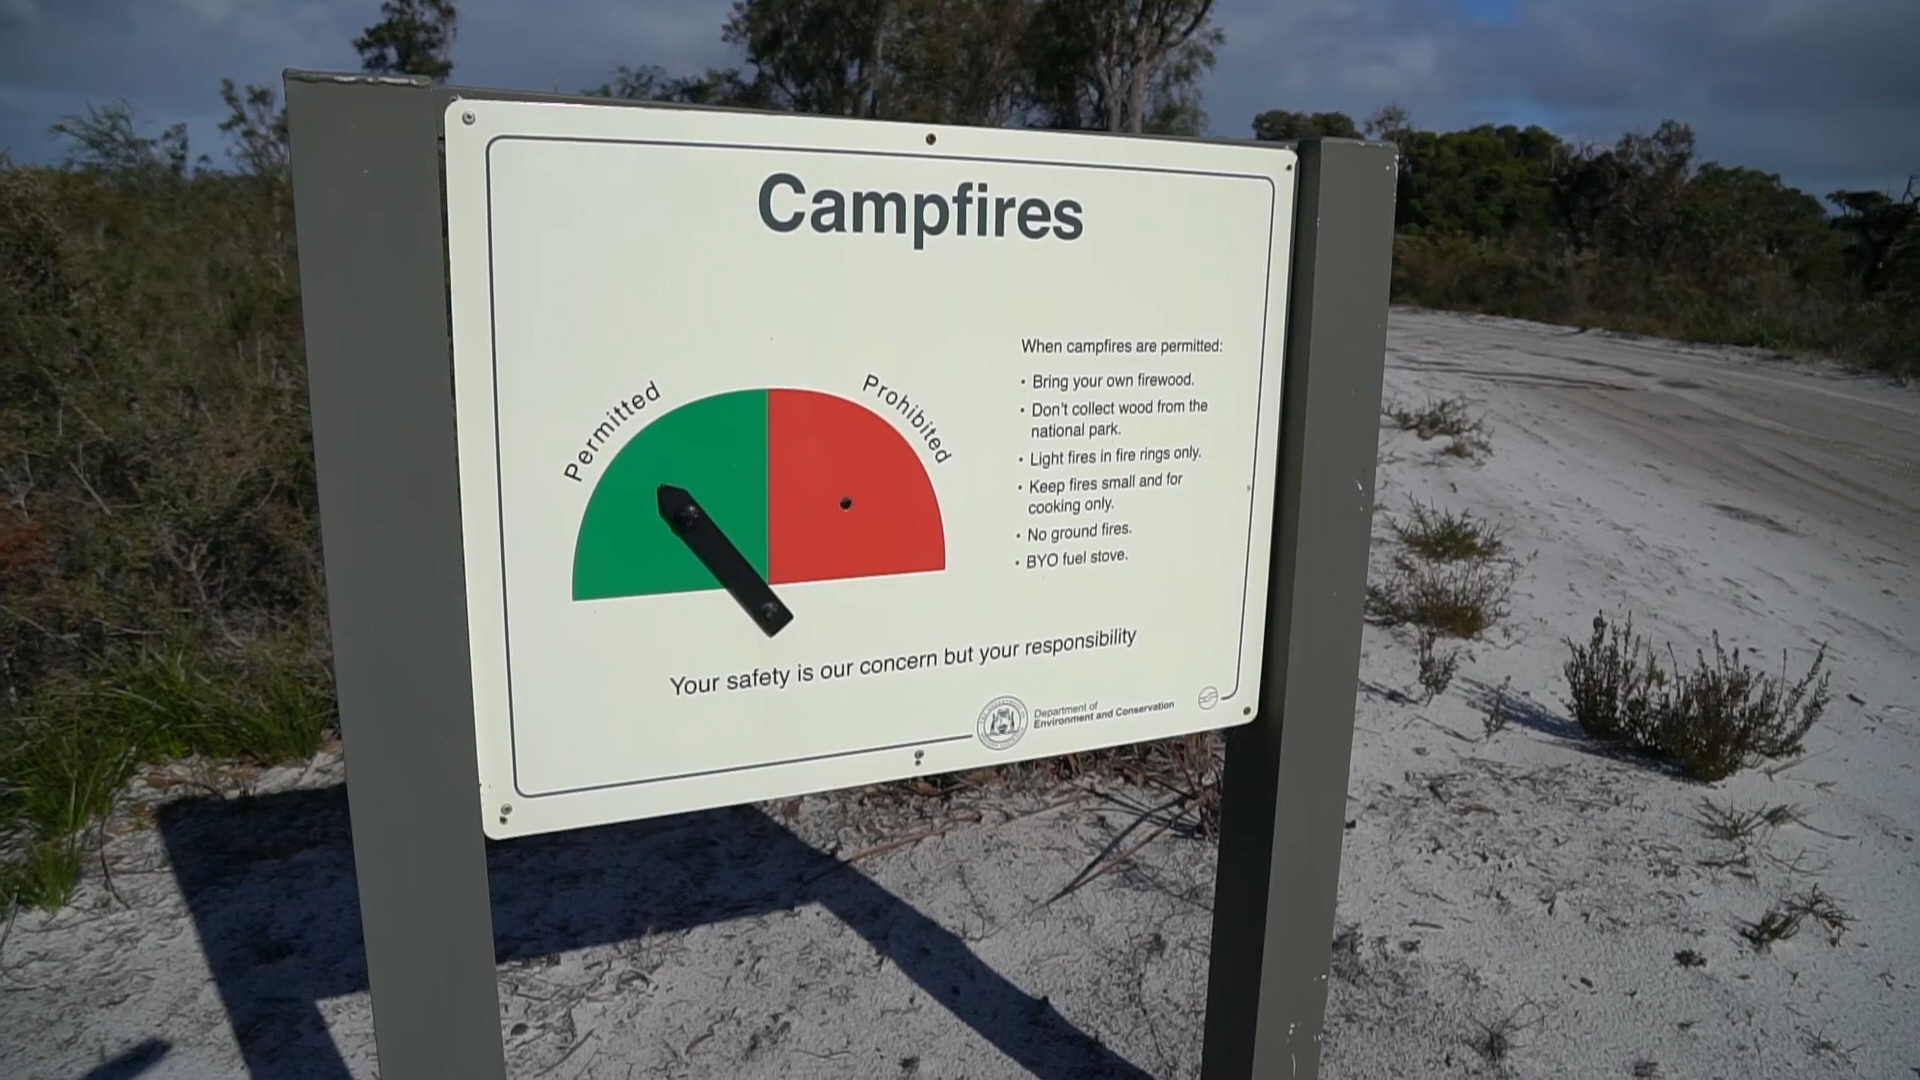 Campfires
Permitted
Prohibited
When campfires are permitted:
• Bring your own firewood.
• Don't collect wood from the
national park.
• Light fires in fire rings only.
• Keep fires small and for
cooking only.
• No ground fires.
• BYO fuel stove.
Your safety is our concern but your responsibility
Department of
Environment and Conservation